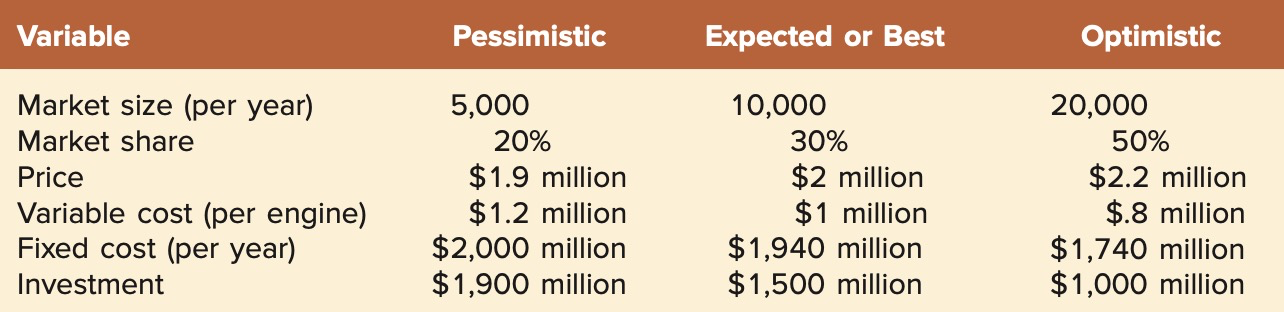 Variable Pessimistic Expected or Best Optimistic
Market size (per year) 5,000 10,000 20,000
Market share 20% 30% 50%
Price $1.9 million $2 million $2.2 million
Variable cost (per engine) $1.2 million $1 million $.8 million
Fixed cost (per year) $2,000 million $1,940 million $1,740 million
Investment $1,900 million $1,500 million $1,000 million